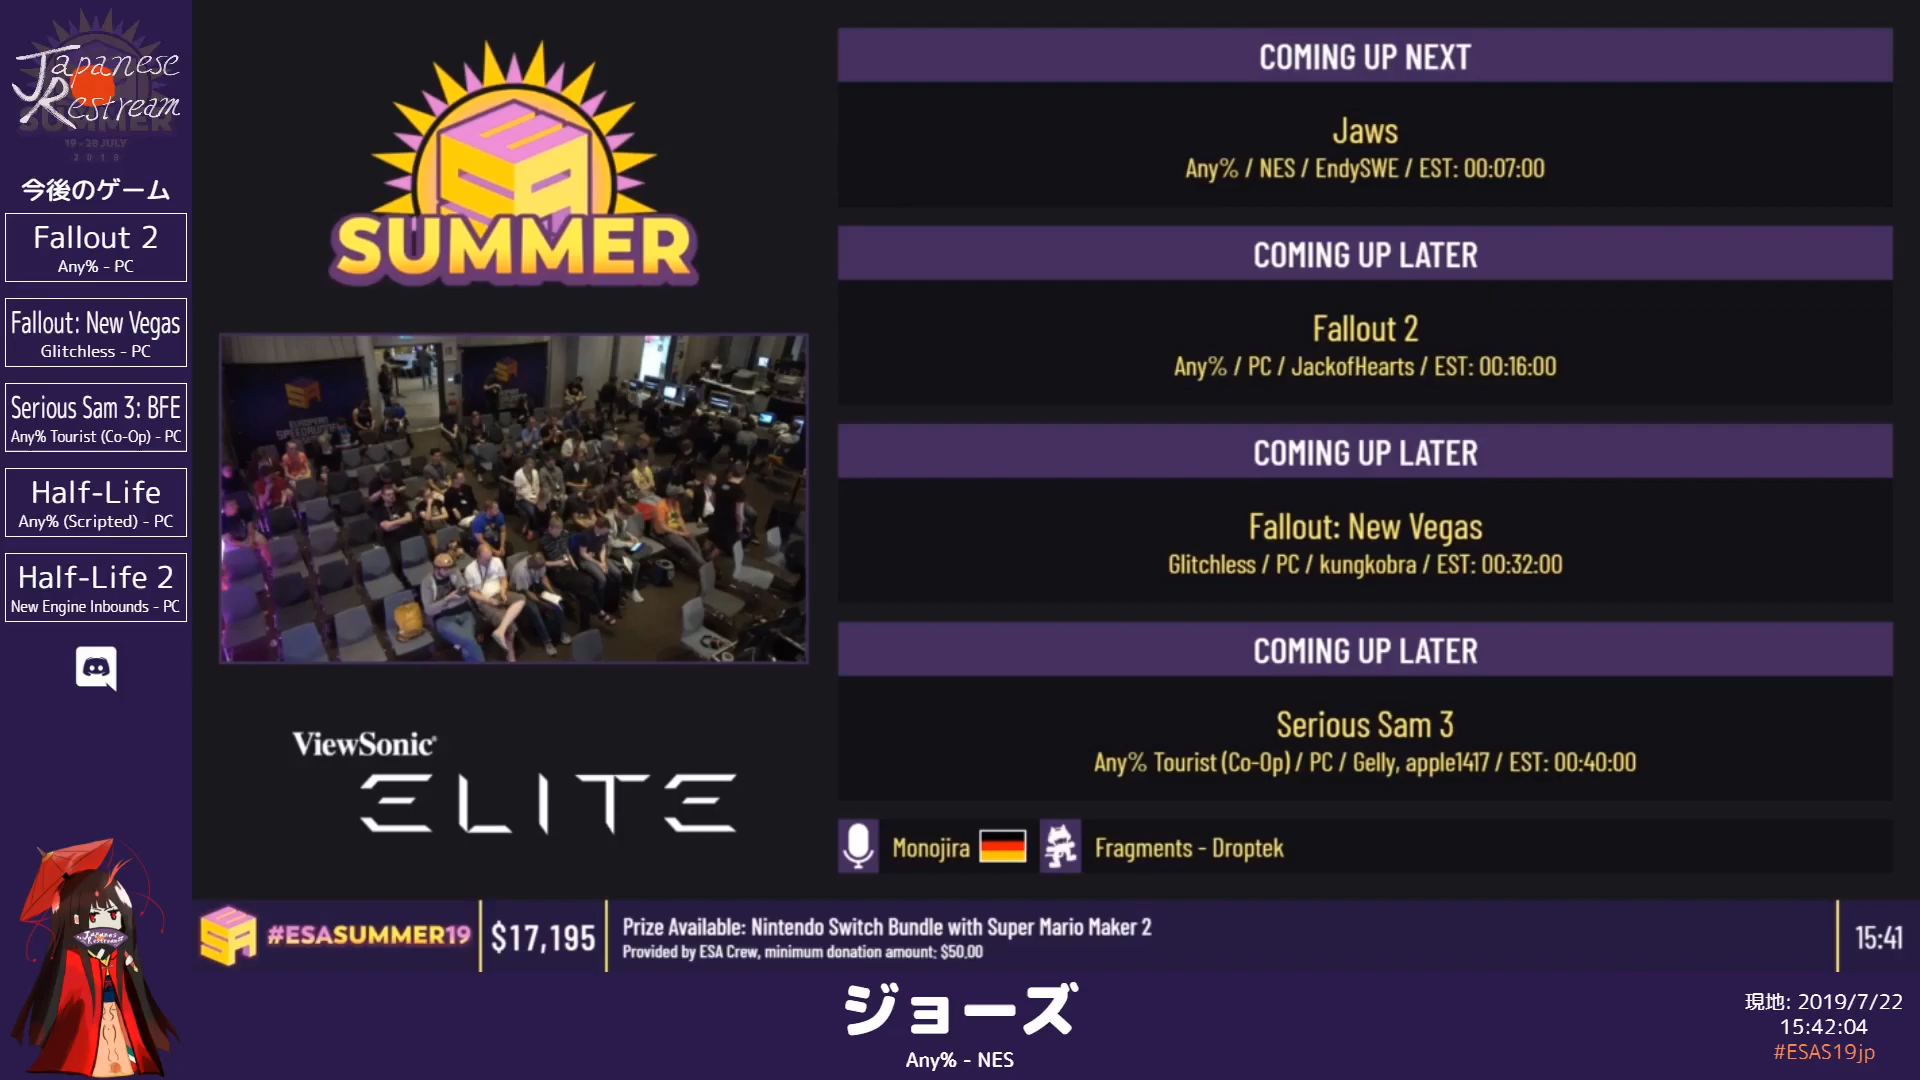 Japanese
Restream
SUMMER
19-28 JULY
今後のゲーム
Fallout 2
Any% - PC
Fallout: New Vegas
Glitchless - PC
Serious Sam 3: BFE
Any% Tourist (Co-Op) - PC
Half-Life
Any% (Scripted) - PC
Half-Life 2
New Engine Inbounds - PC
ESA
SUMMER
ViewSonic
ELITE
COMING UP NEXT
Jaws
Any% / NES / EndySWE / EST: 00:07:00
COMING UP LATER
Fallout 2
Any% / PC / JackofHearts / EST: 00:16:00
COMING UP LATER
Fallout: New Vegas
Glitchless / PC / kungkobra / EST: 00:32:00
COMING UP LATER
Serious Sam 3
Any% Tourist (Co-Op) / PC / Gelly, apple1417 / EST: 00:40:00
Monojira
Fragments - Droptek
#ESASUMMER19
$17,195
Prize Available: Nintendo Switch Bundle with Super Mario Maker 2
Provided by ESA Crew, minimum donation amount: $50.00
15:41
ジョーズ
Any% - NES
現地: 2019/7/22
15:42:04
#ESAS19jp